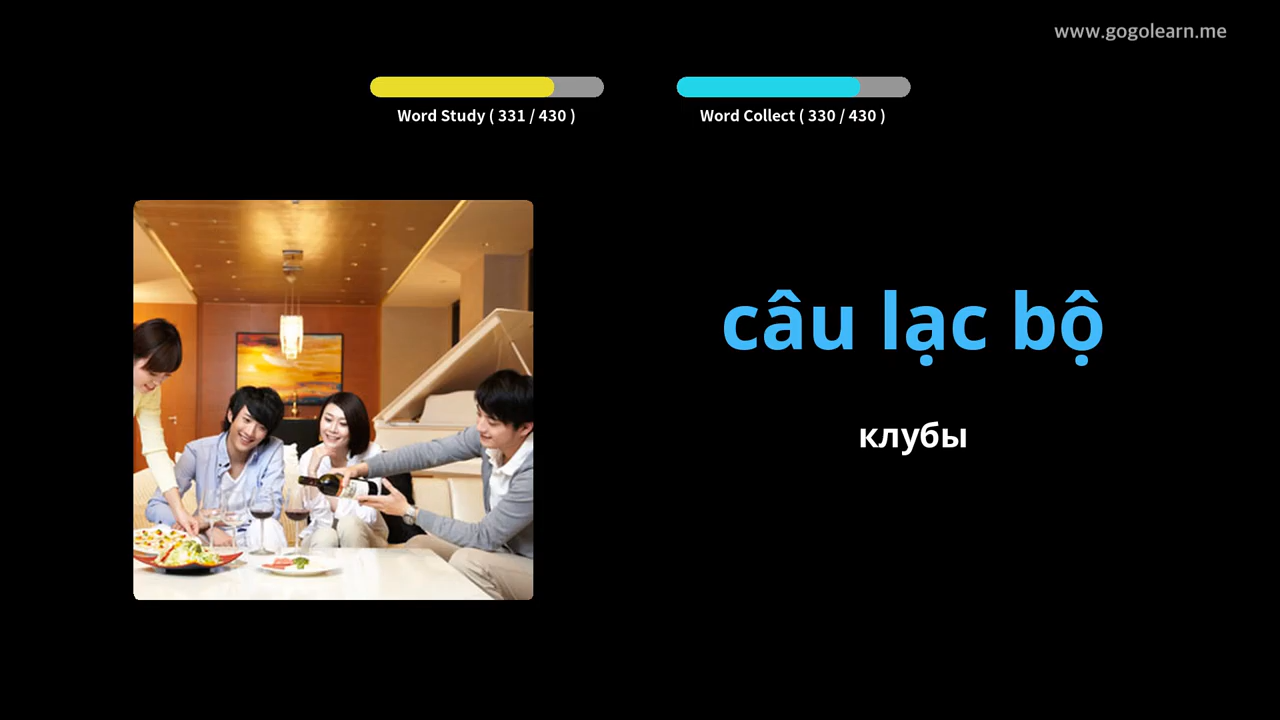 www.gogolearn.me
Word Study ( 331 / 430 )
Word Collect ( 330 / 430 )
câu lạc bộ
клубы